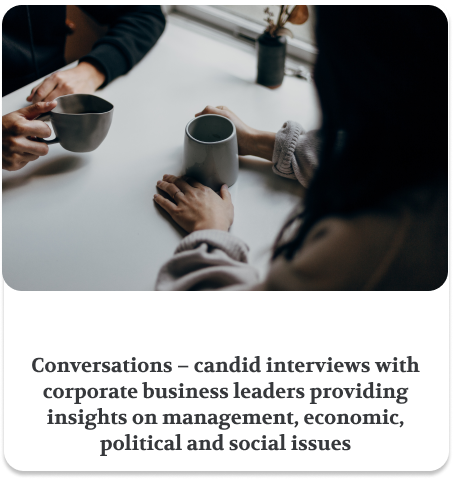 Conversations – candid interviews with
corporate business leaders providing
insights on management, economic,
political and social issues